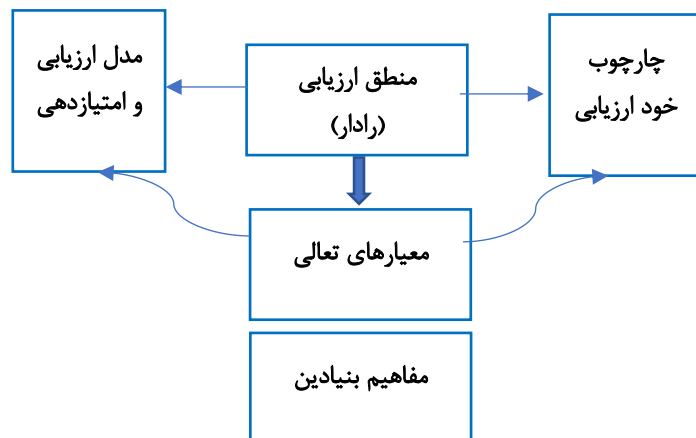 چارچوب
خود ارزیابی
منطق ارزیابی
(رادار)
مدل ارزیابی
و امتیازدهی
معیارهای تعالی
مفاهیم بنیادین